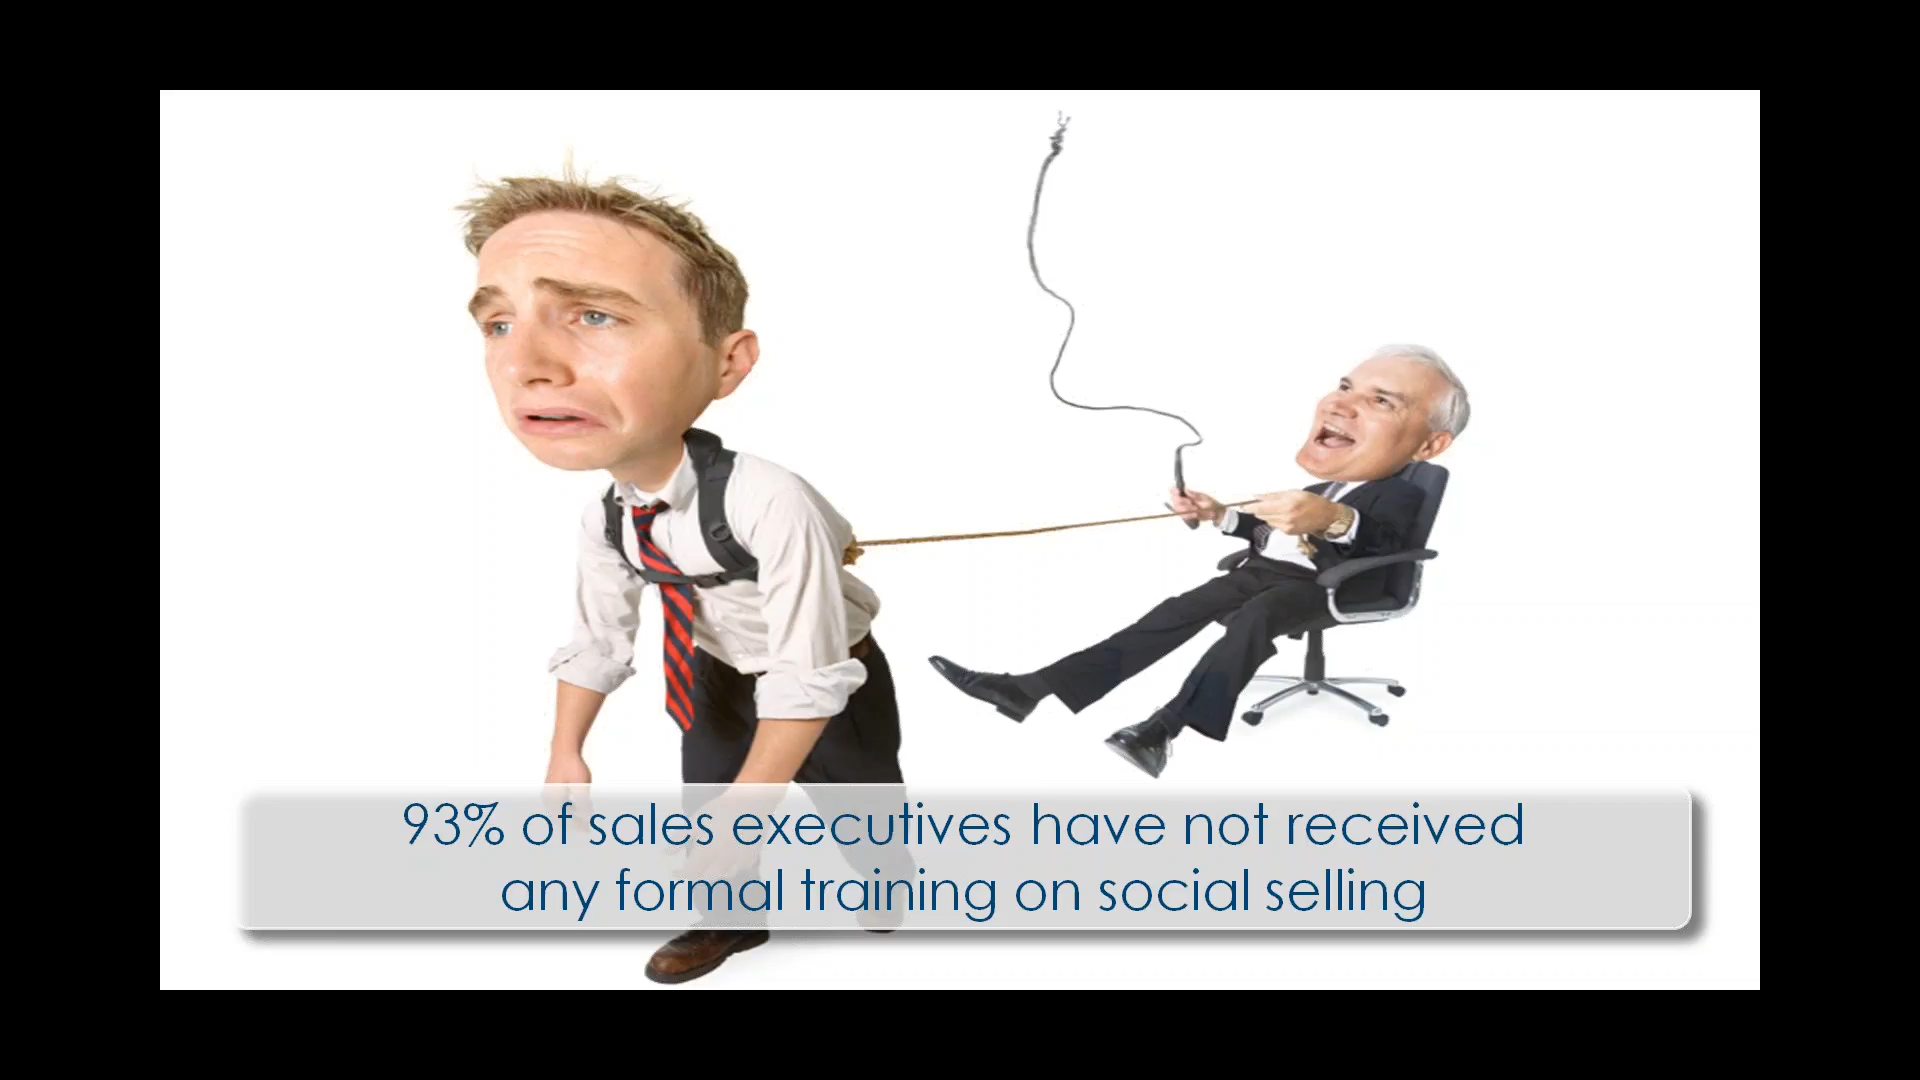 93% of sales executives have not received
any formal training on social selling